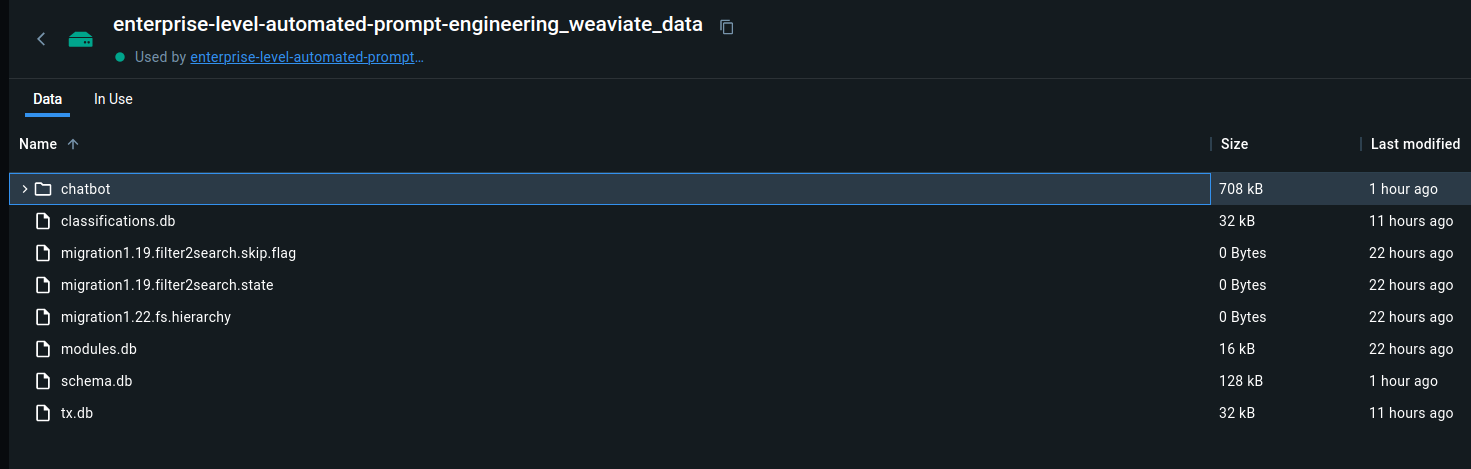 enterprise-level-automated-prompt-engineering_weaviate_data
Used by enterprise-level-automated-prompt…
Data In Use
Name Size Last modified
chatbot 708 kB 1 hour ago
classifications.db 32 kB 11 hours ago
migration1.19.filter2search.skip.flag 0 Bytes 22 hours ago
migration1.19.filter2search.state 0 Bytes 22 hours ago
migration1.22.fs.hierarchy 0 Bytes 22 hours ago
modules.db 16 kB 22 hours ago
schema.db 128 kB 1 hour ago
tx.db 32 kB 11 hours ago